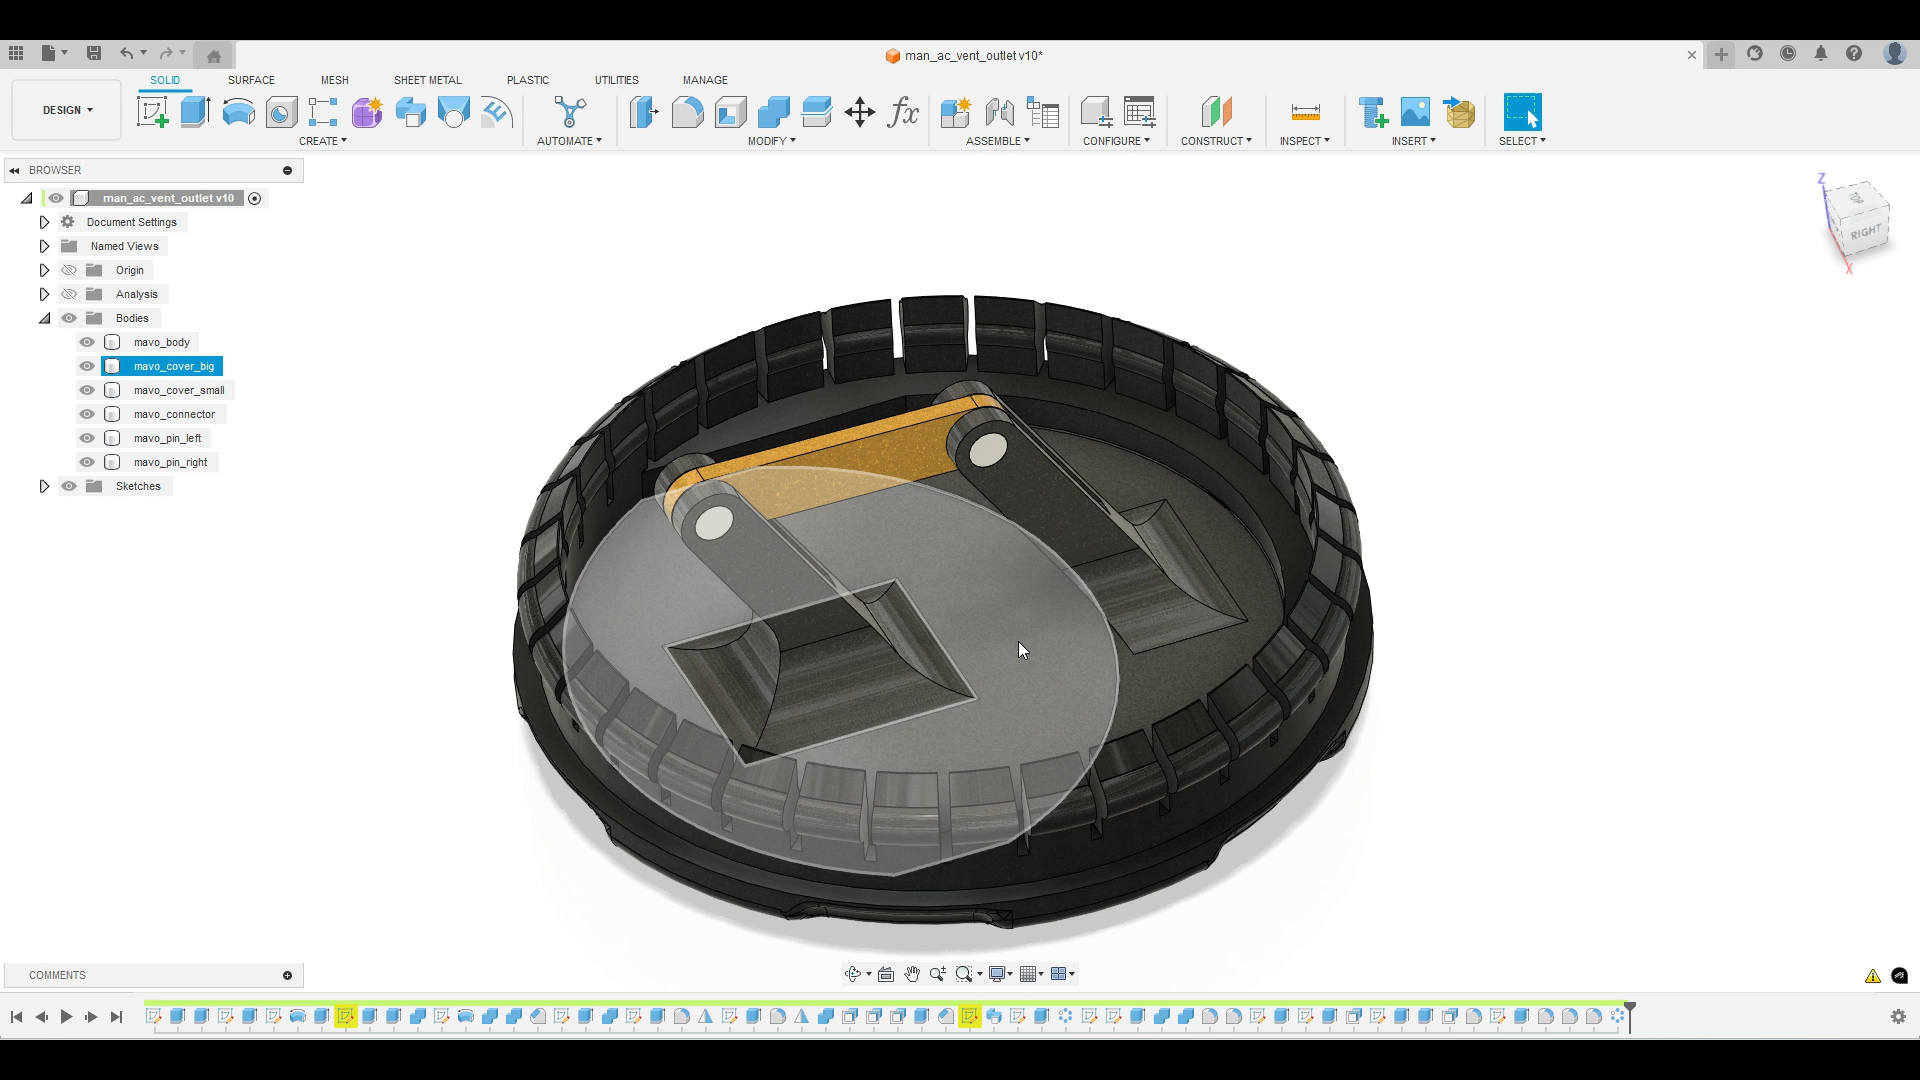 man_ac_vent_outlet v10*
SOLID SURFACE MESH SHEET METAL PLASTIC UTILITIES MANAGE
DESIGN
fx
CREATE AUTOMATE MODIFY ASSEMBLE CONFIGURE CONSTRUCT INSPECT INSERT SELECT
BROWSER
man_ac_vent_outlet v10
Document Settings
Named Views
Origin
Analysis
Bodies
mavo_body
mavo_cover_big
mavo_cover_small
mavo_connector
mavo_pin_left
mavo_pin_right
Sketches
Z
TOP
RIGHT
X
COMMENTS